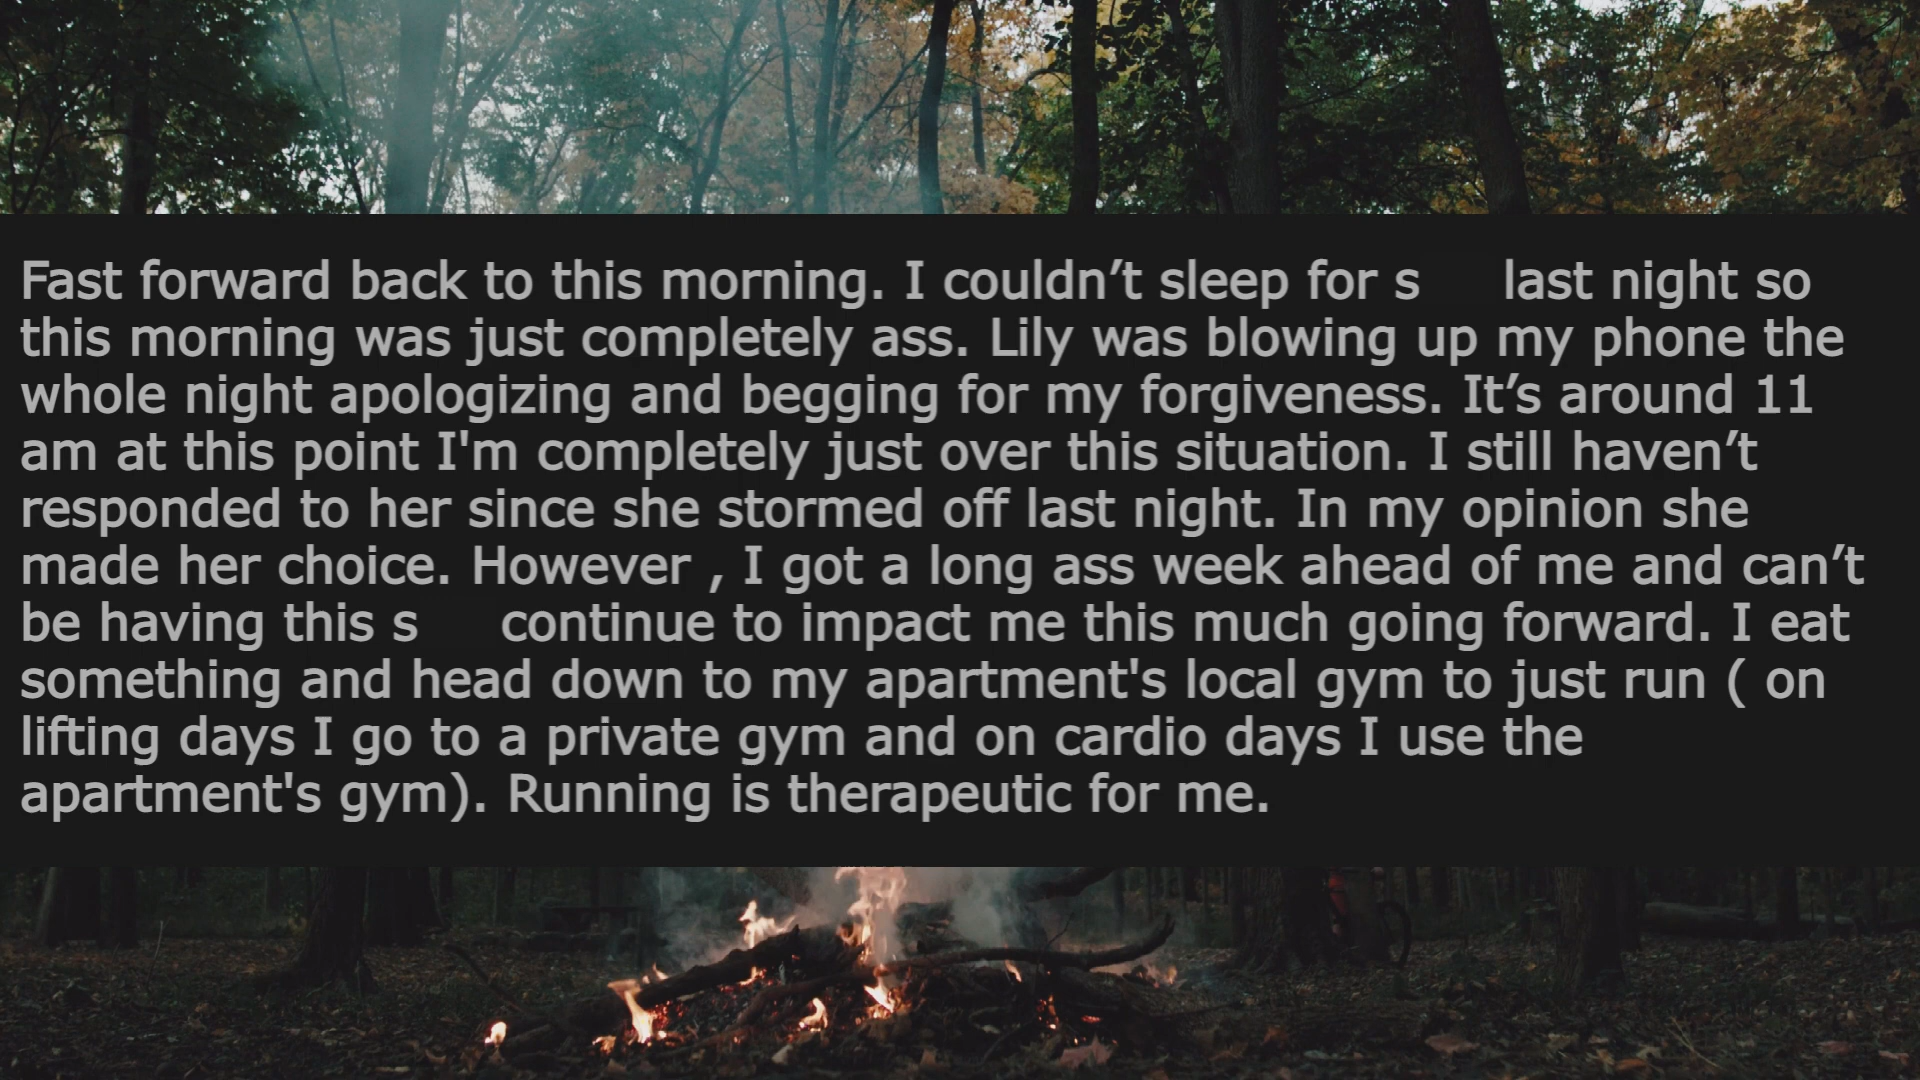 Fast forward back to this morning. I couldn’t sleep for s last night so
this morning was just completely ass. Lily was blowing up my phone the
whole night apologizing and begging for my forgiveness. It’s around 11
am at this point I'm completely just over this situation. I still haven’t
responded to her since she stormed off last night. In my opinion she
made her choice. However , I got a long ass week ahead of me and can’t
be having this s continue to impact me this much going forward. I eat
something and head down to my apartment's local gym to just run ( on
lifting days I go to a private gym and on cardio days I use the
apartment's gym). Running is therapeutic for me.